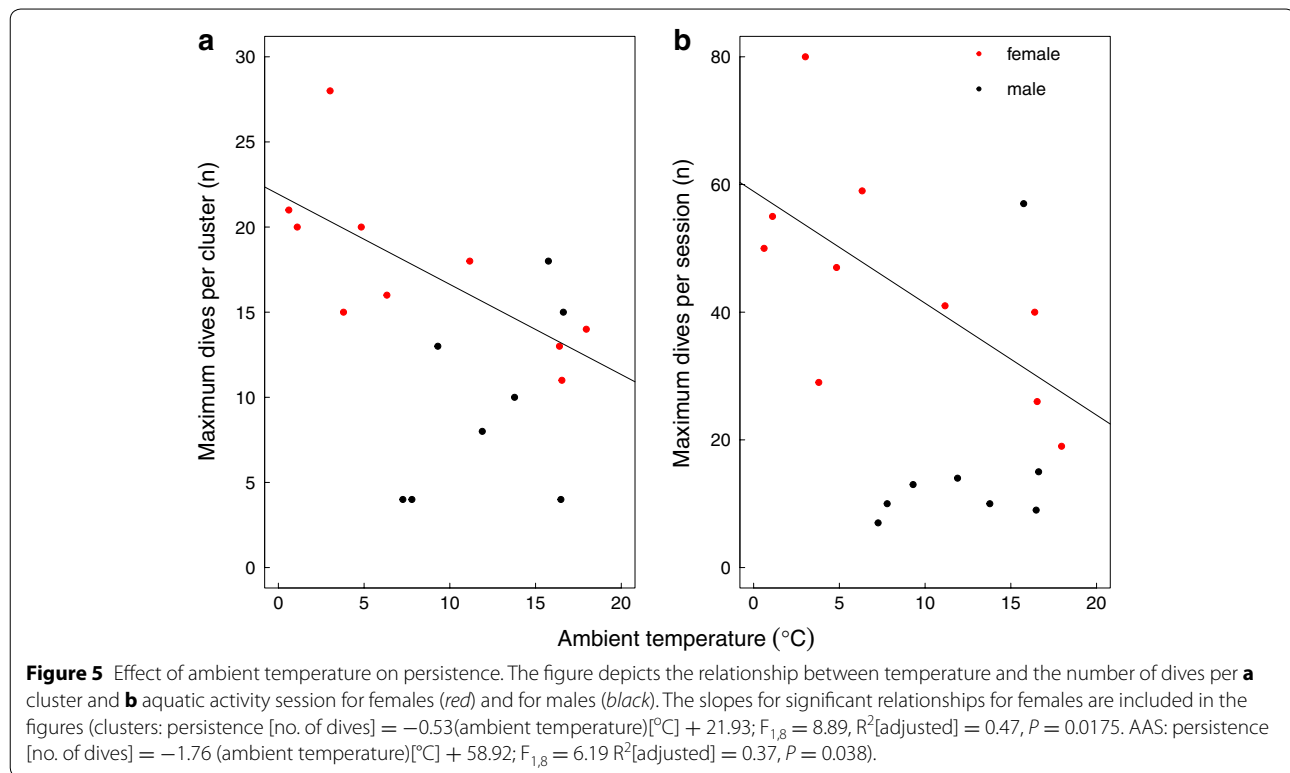 a
b
30
25
20
15
10
5
0
Maximum dives per cluster (n)
0 5 10 15 20
80
60
40
20
0
Maximum dives per session (n)
female
male
0 5 10 15 20
Ambient temperature (°C)
Figure 5 Effect of ambient temperature on persistence. The figure depicts the relationship between temperature and the number of dives per a
cluster and b aquatic activity session for females (red) and for males (black). The slopes for significant relationships for females are included in the
figures (clusters: persistence [no. of dives] = −0.53(ambient temperature)[°C] + 21.93; F1,8 = 8.89, R²[adjusted] = 0.47, P = 0.0175. AAS: persistence
[no. of dives] = −1.76 (ambient temperature)[°C] + 58.92; F1,8 = 6.19 R²[adjusted] = 0.37, P = 0.038).